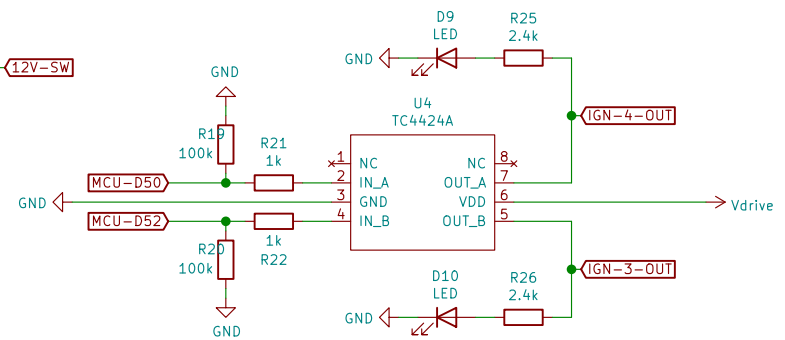 D9
LED
R25
2.4k
GND
12V-SW
GND
IGN-4-OUT
U4
TC4424A
R19
100k
R21
1k
1 NC
NC 8
MCU-D50
2 IN_A
OUT_A 7
GND
3 GND
VDD 6
Vdrive
MCU-D52
4 IN_B
OUT_B 5
R20
100k
1k
R22
GND
D10
LED
R26
2.4k
GND
IGN-3-OUT